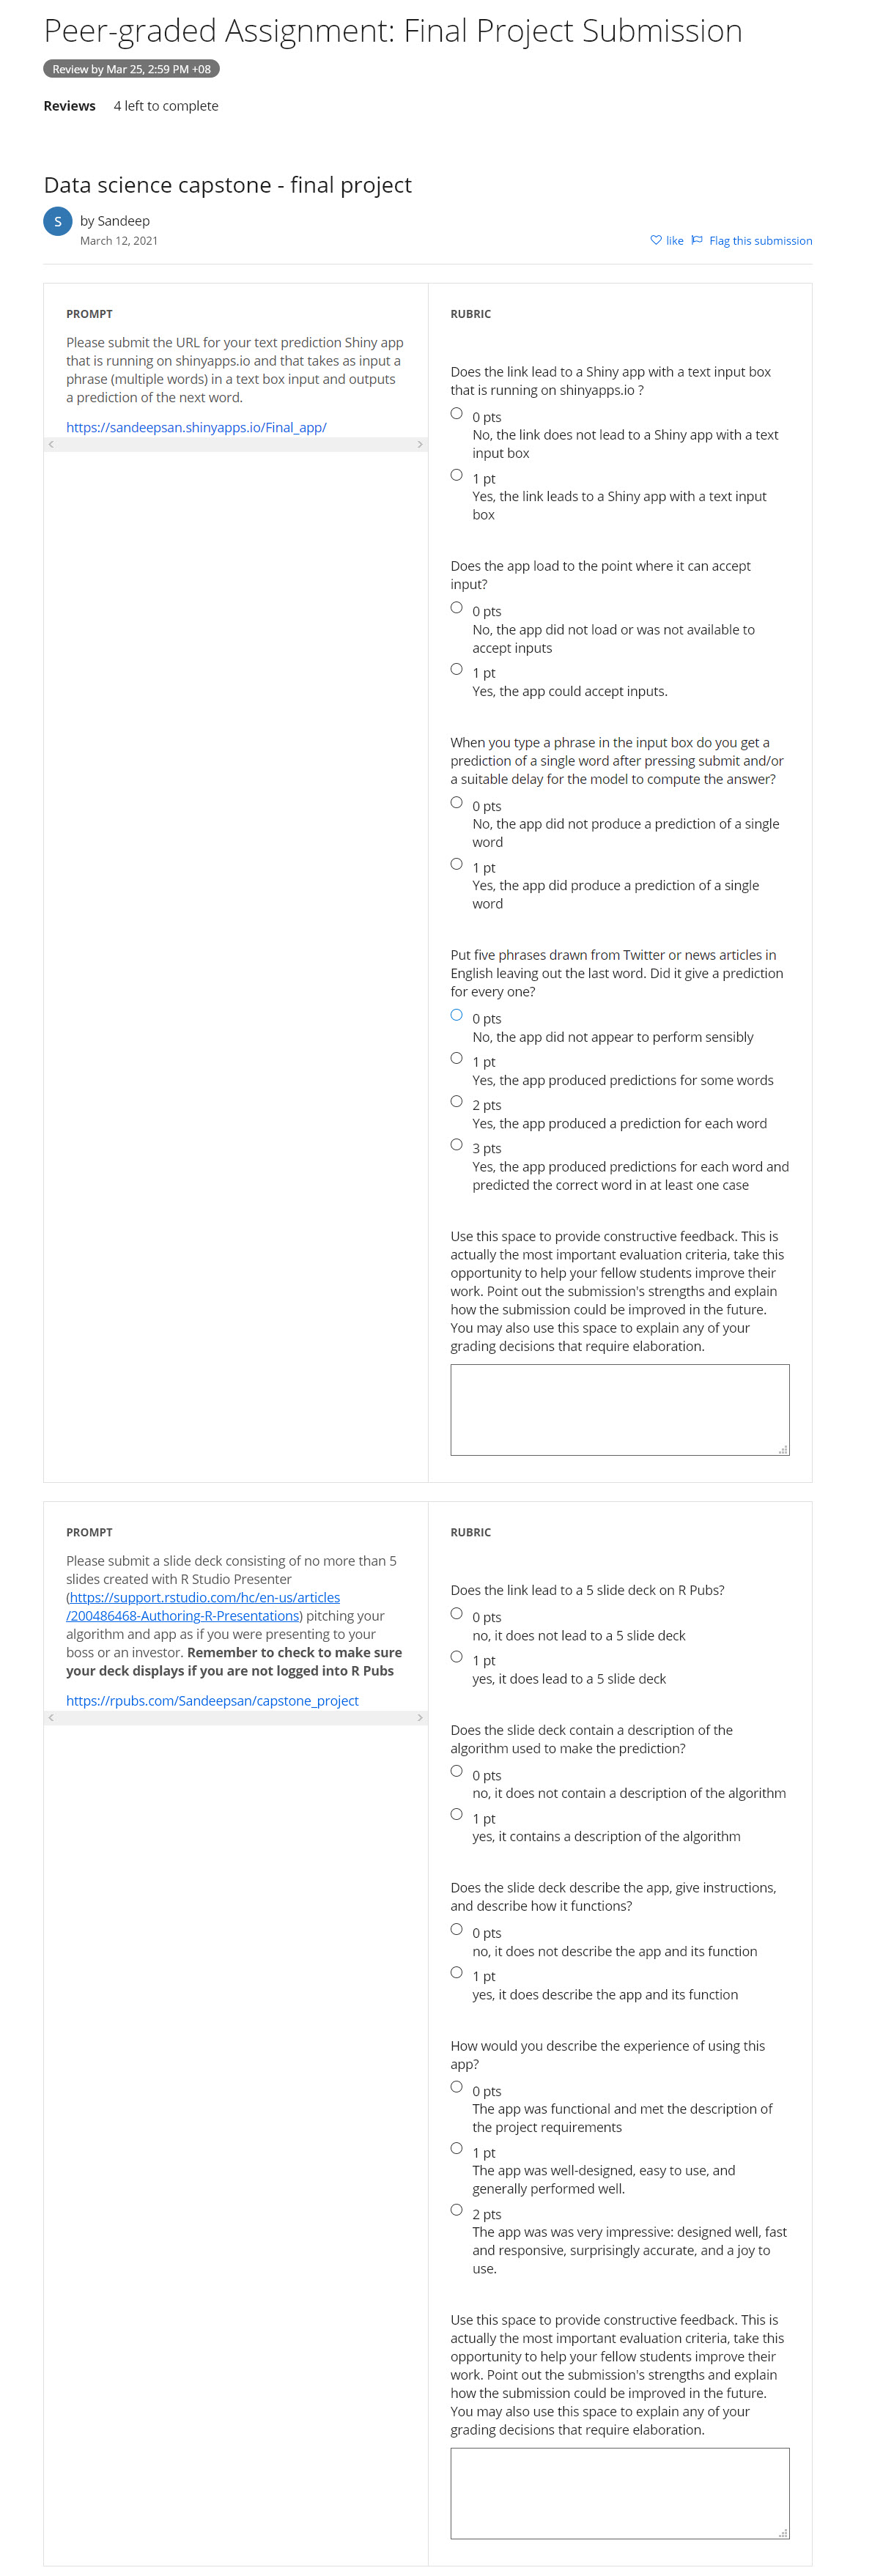 Peer-graded Assignment: Final Project Submission
Review by Mar 25, 2:59 PM +08
Reviews 4 left to complete
Data science capstone - final project
S
by Sandeep
March 12, 2021
like Flag this submission
PROMPT
Please submit the URL for your text prediction Shiny app
that is running on shinyapps.io and that takes as input a
phrase (multiple words) in a text box input and outputs
a prediction of the next word.
https://sandeepsan.shinyapps.io/Final_app/
RUBRIC
Does the link lead to a Shiny app with a text input box
that is running on shinyapps.io ?
0 pts
No, the link does not lead to a Shiny app with a text
input box
1 pt
Yes, the link leads to a Shiny app with a text input
box
Does the app load to the point where it can accept
input?
0 pts
No, the app did not load or was not available to
accept inputs
1 pt
Yes, the app could accept inputs.
When you type a phrase in the input box do you get a
prediction of a single word after pressing submit and/or
a suitable delay for the model to compute the answer?
0 pts
No, the app did not produce a prediction of a single
word
1 pt
Yes, the app did produce a prediction of a single
word
Put five phrases drawn from Twitter or news articles in
English leaving out the last word. Did it give a prediction
for every one?
0 pts
No, the app did not appear to perform sensibly
1 pt
Yes, the app produced predictions for some words
2 pts
Yes, the app produced a prediction for each word
3 pts
Yes, the app produced predictions for each word and
predicted the correct word in at least one case
Use this space to provide constructive feedback. This is
actually the most important evaluation criteria, take this
opportunity to help your fellow students improve their
work. Point out the submission's strengths and explain
how the submission could be improved in the future.
You may also use this space to explain any of your
grading decisions that require elaboration.
PROMPT
Please submit a slide deck consisting of no more than 5
slides created with R Studio Presenter
(https://support.rstudio.com/hc/en-us/articles
/200486468-Authoring-R-Presentations) pitching your
algorithm and app as if you were presenting to your
boss or an investor. Remember to check to make sure
your deck displays if you are not logged into R Pubs
https://rpubs.com/Sandeepsan/capstone_project
RUBRIC
Does the link lead to a 5 slide deck on R Pubs?
0 pts
no, it does not lead to a 5 slide deck
1 pt
yes, it does lead to a 5 slide deck
Does the slide deck contain a description of the
algorithm used to make the prediction?
0 pts
no, it does not contain a description of the algorithm
1 pt
yes, it contains a description of the algorithm
Does the slide deck describe the app, give instructions,
and describe how it functions?
0 pts
no, it does not describe the app and its function
1 pt
yes, it does describe the app and its function
How would you describe the experience of using this
app?
0 pts
The app was functional and met the description of
the project requirements
1 pt
The app was well-designed, easy to use, and
generally performed well.
2 pts
The app was was very impressive: designed well, fast
and responsive, surprisingly accurate, and a joy to
use.
Use this space to provide constructive feedback. This is
actually the most important evaluation criteria, take this
opportunity to help your fellow students improve their
work. Point out the submission's strengths and explain
how the submission could be improved in the future.
You may also use this space to explain any of your
grading decisions that require elaboration.